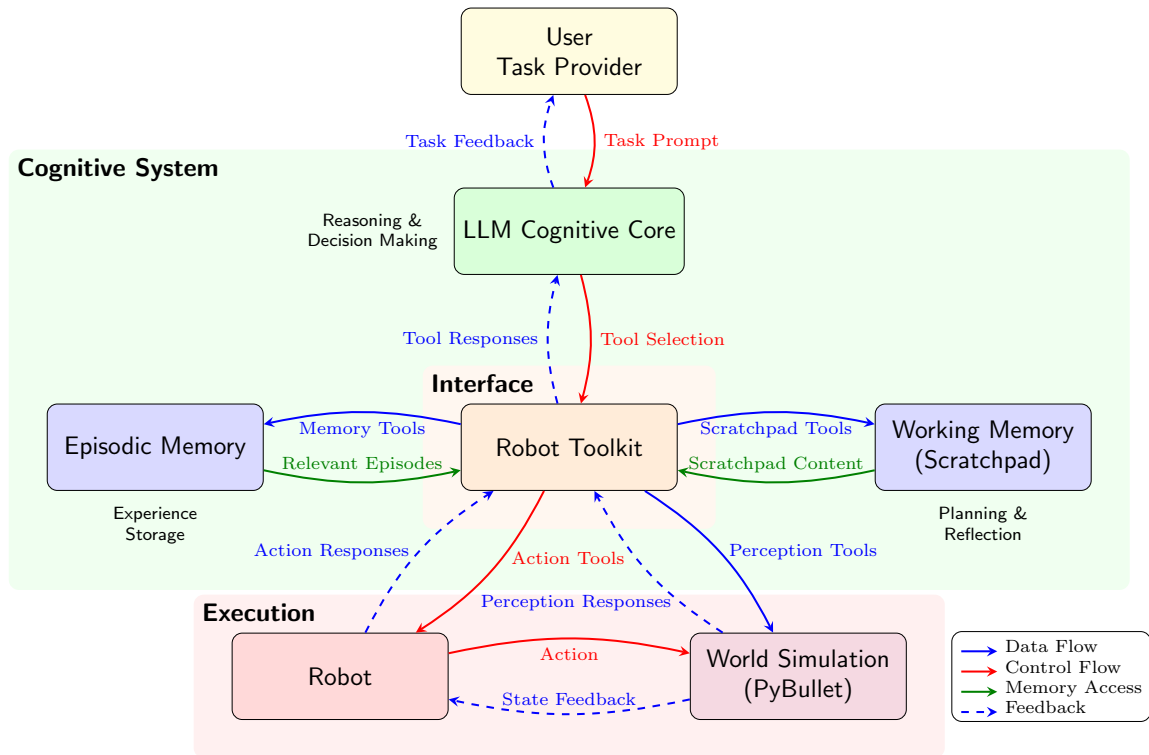 User
Task Provider
Task Feedback
Task Prompt
Cognitive System
Reasoning &
Decision Making
LLM Cognitive Core
Tool Responses
Tool Selection
Interface
Episodic Memory
Memory Tools
Relevant Episodes
Robot Toolkit
Scratchpad Tools
Scratchpad Content
Working Memory
(Scratchpad)
Experience
Storage
Planning &
Reflection
Action Responses
Action Tools
Perception Tools
Perception Responses
Execution
Robot
Action
State Feedback
World Simulation
(PyBullet)
Data Flow
Control Flow
Memory Access
Feedback